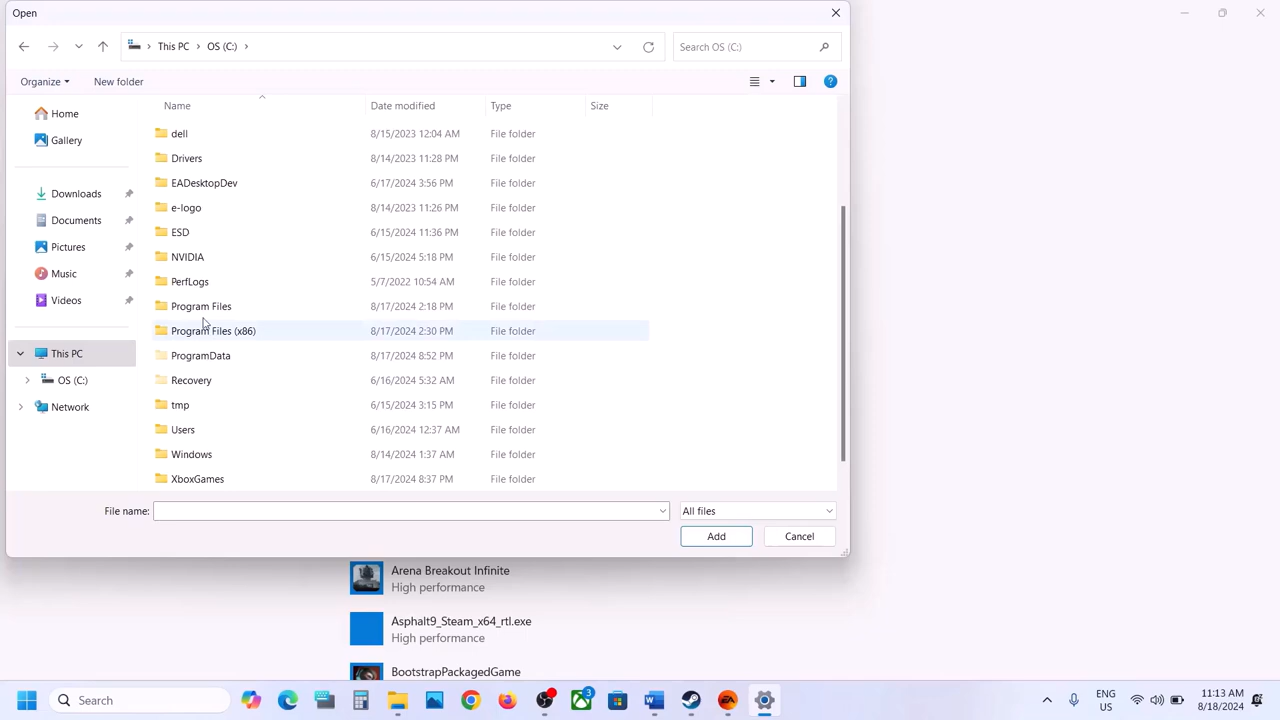 Open
This PC
OS (C:)
Search OS (C:)
Organize
New folder
Name
Date modified
Type
Size
Home
Gallery
Downloads
Documents
Pictures
Music
Videos
This PC
OS (C:)
Network
dell 8/15/2023 12:04 AM File folder
Drivers 8/14/2023 11:28 PM File folder
EADesktopDev 6/17/2024 3:56 PM File folder
e-logo 8/14/2023 11:26 PM File folder
ESD 6/15/2024 11:36 PM File folder
NVIDIA 6/15/2024 5:18 PM File folder
PerfLogs 5/7/2022 10:54 AM File folder
Program Files 8/17/2024 2:18 PM File folder
Program Files (x86) 8/17/2024 2:30 PM File folder
ProgramData 8/17/2024 8:52 PM File folder
Recovery 6/16/2024 5:32 AM File folder
tmp 6/15/2024 3:15 PM File folder
Users 6/16/2024 12:37 AM File folder
Windows 8/14/2024 1:37 AM File folder
XboxGames 8/17/2024 8:37 PM File folder
File name:
All files
Add
Cancel
Arena Breakout Infinite
High performance
Asphalt9_Steam_x64_rtl.exe
High performance
BootstrapPackagedGame
Search
3
ENG
US
11:13 AM
8/18/2024